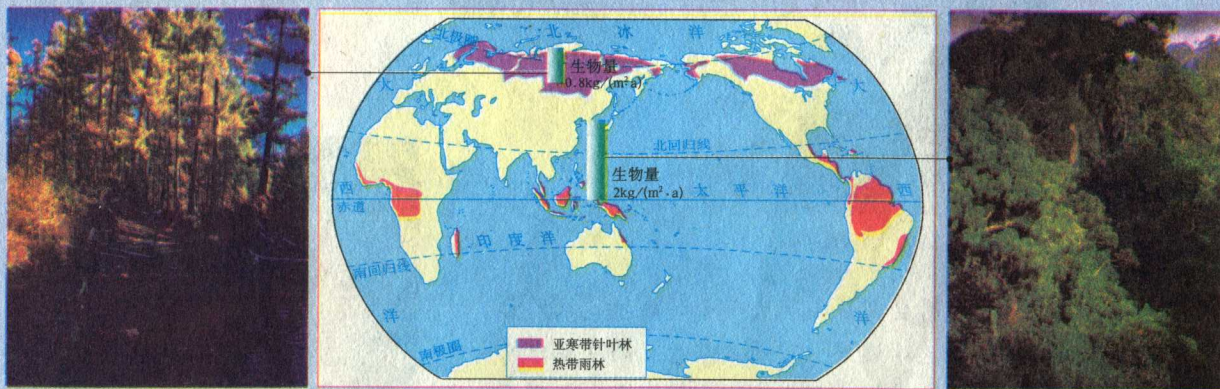 北 冰 洋
北极圈
生物量
0.8kg/(m²a)
大
大
北回归线
生物量
2kg/(m²·a)
西
太 平 洋
西
赤道
印 度 洋
南回归线
洋
洋
南极圈
亚寒带针叶林
热带雨林